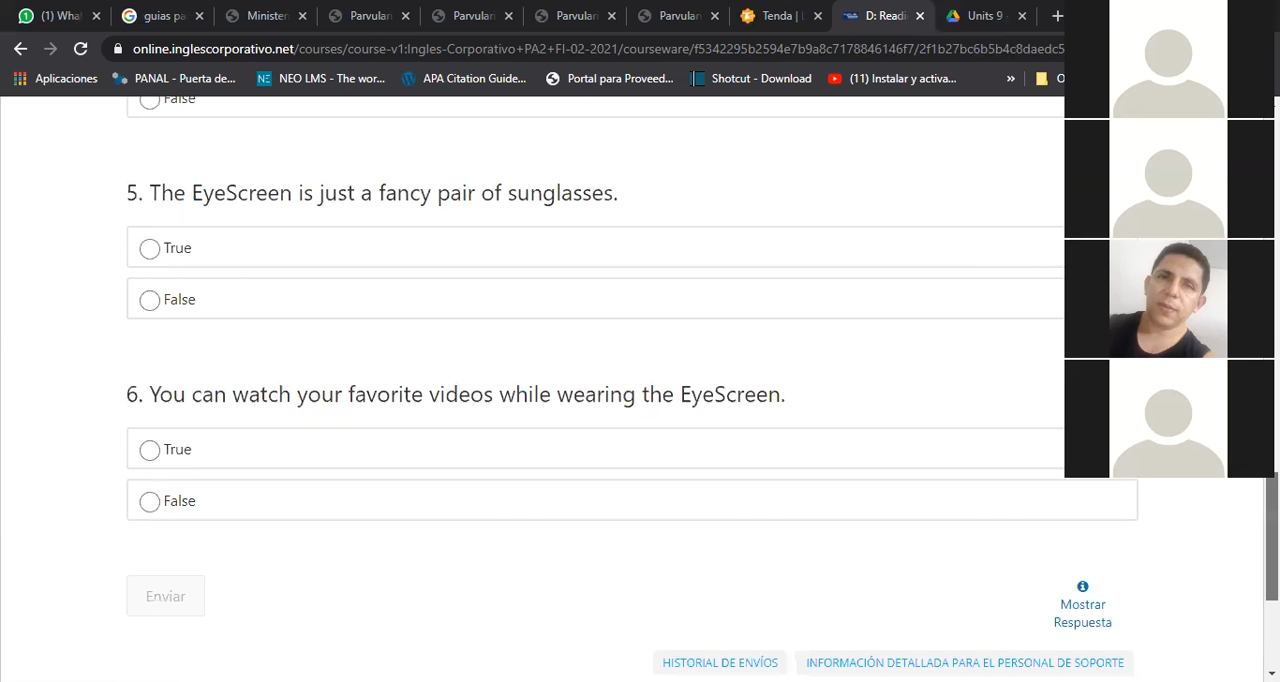 (1) What
guias pa
Minister
Parvular
Parvular
Parvular
Parvular
Tenda | 
D: Readi
Units 9 -
online.inglescorporativo.net/courses/course-v1:Ingles-Corporativo+PA2+FI-02-2021/courseware/f5342295b2594e7b9a8c7178846146f7/2f1b27bc6b5b4c8daedc5
Aplicaciones
PANAL - Puerta de...
NEO LMS - The wor...
APA Citation Guide...
Portal para Proveed...
Shotcut - Download
(11) Instalar y activa...
»
False
5. The EyeScreen is just a fancy pair of sunglasses.
True
False
6. You can watch your favorite videos while wearing the EyeScreen.
True
False
Enviar
Mostrar
Respuesta
HISTORIAL DE ENVÍOS
INFORMACIÓN DETALLADA PARA EL PERSONAL DE SOPORTE